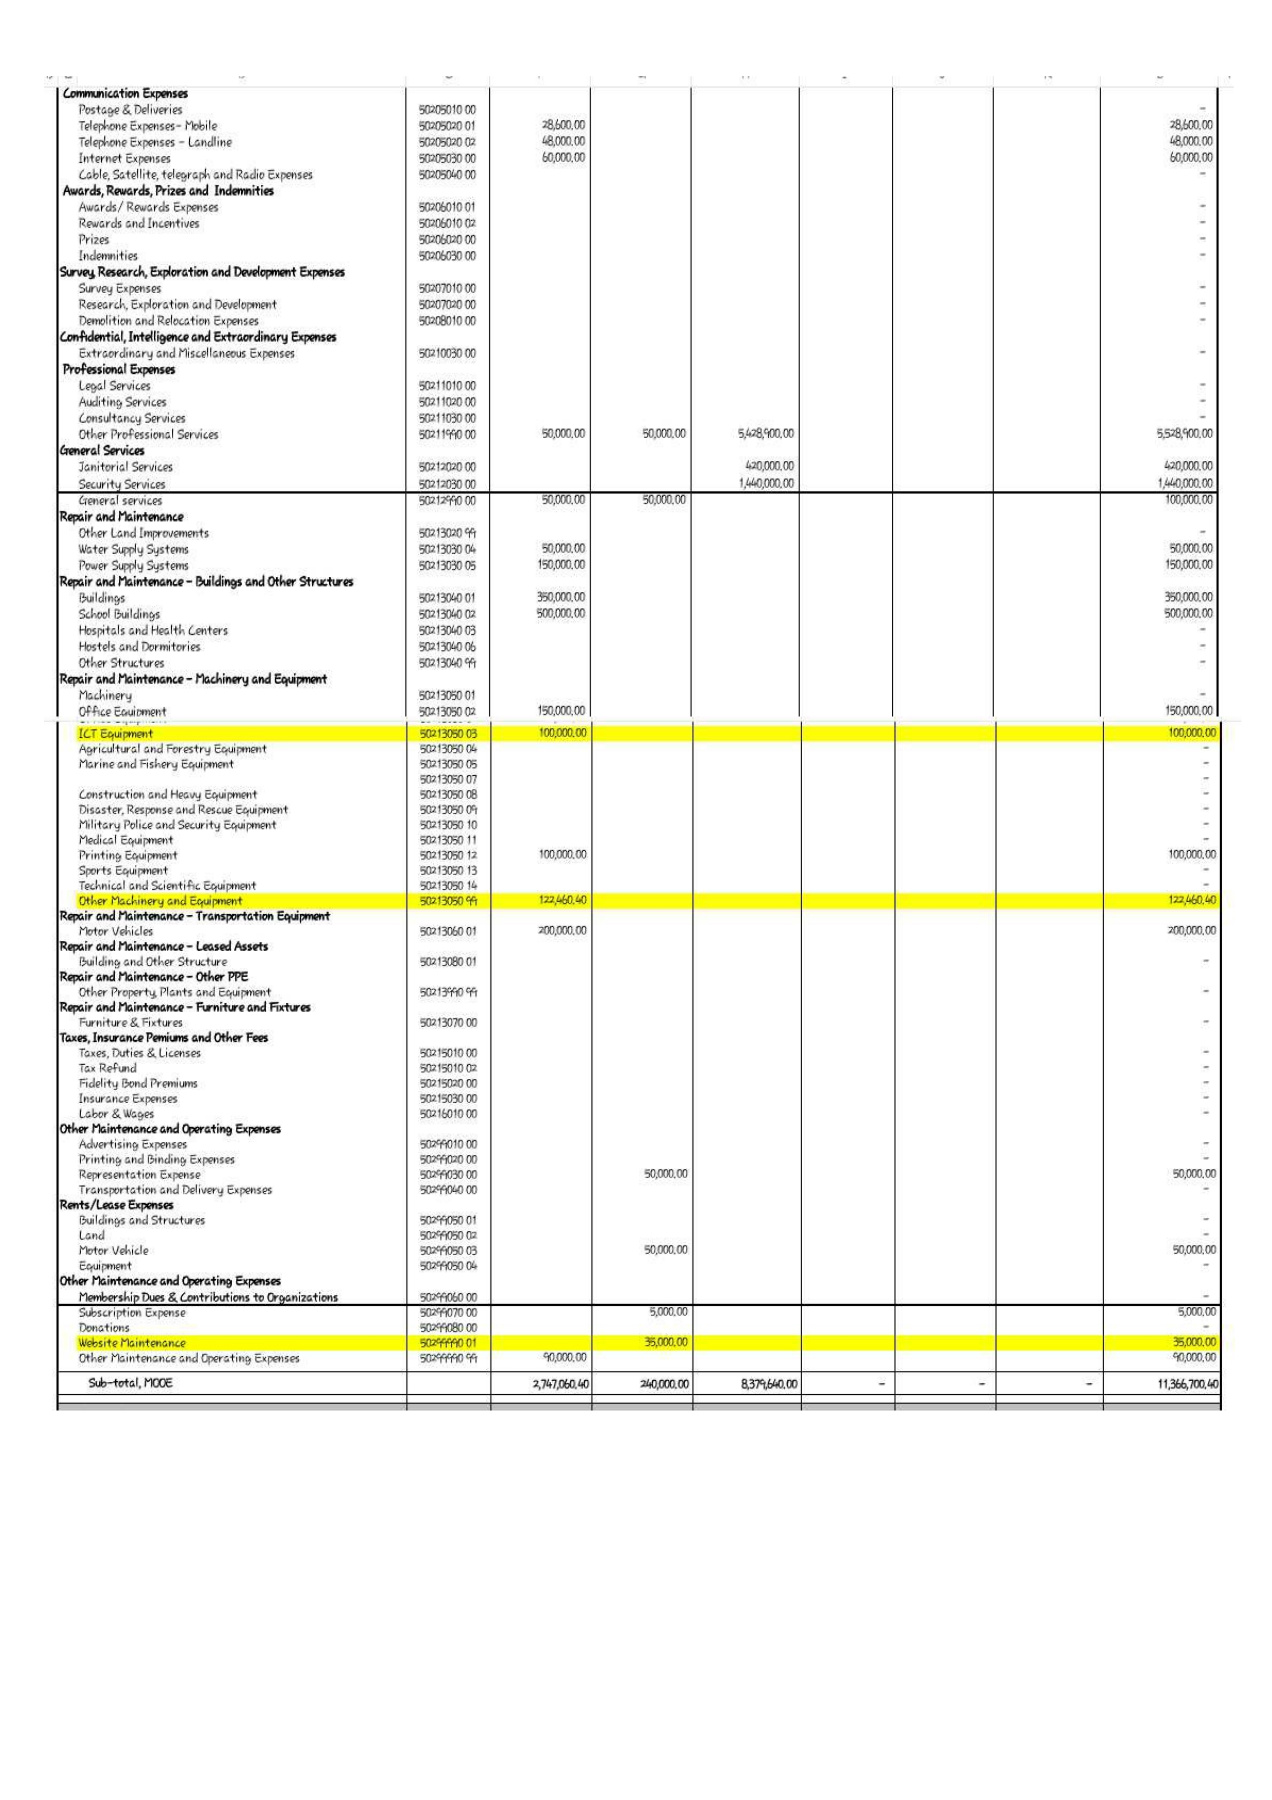 Communication Expenses
Postage & Deliveries 50205010 00 -
Telephone Expenses- Mobile 50205020 01 28,600.00 28,600.00
Telephone Expenses - Landline 50205020 02 48,000.00 48,000.00
Internet Expenses 50205030 00 60,000.00 60,000.00
Cable, Satellite, telegraph and Radio Expenses 50205040 00 -
Awards, Rewards, Prizes and Indemnities
Awards/ Rewards Expenses 50206010 01 -
Rewards and Incentives 50206010 02 -
Prizes 50206020 00 -
Indemnities 50206030 00 -
Survey, Research, Exploration and Development Expenses
Survey Expenses 50207010 00 -
Research, Exploration and Development 50207020 00 -
Demolition and Relocation Expenses 50208010 00 -
Confidential, Intelligence and Extraordinary Expenses
Extraordinary and Miscellaneous Expenses 50210030 00 -
Professional Expenses
Legal Services 50211010 00 -
Auditing Services 50211020 00 -
Consultancy Services 50211030 00 -
Other Professional Services 50211990 00 50,000.00 50,000.00 5,428,900.00 5,528,900.00
General Services
Janitorial Services 50212020 00 420,000.00 420,000.00
Security Services 50212030 00 1,440,000.00 1,440,000.00
General services 50212990 00 50,000.00 50,000.00 100,000.00
Repair and Maintenance
Other Land Improvements 50213020 99 -
Water Supply Systems 50213030 04 50,000.00 50,000.00
Power Supply Systems 50213030 05 150,000.00 150,000.00
Repair and Maintenance - Buildings and Other Structures
Buildings 50213040 01 350,000.00 350,000.00
School Buildings 50213040 02 500,000.00 500,000.00
Hospitals and Health Centers 50213040 03 -
Hostels and Dormitories 50213040 06 -
Other Structures 50213040 99 -
Repair and Maintenance - Machinery and Equipment
Machinery 50213050 01 -
Office Equipment 50213050 02 150,000.00 150,000.00
ICT Equipment 50213050 03 100,000.00 100,000.00
Agricultural and Forestry Equipment 50213050 04 -
Marine and Fishery Equipment 50213050 05 -
50213050 07 -
Construction and Heavy Equipment 50213050 08 -
Disaster, Response and Rescue Equipment 50213050 09 -
Military Police and Security Equipment 50213050 10 -
Medical Equipment 50213050 11 -
Printing Equipment 50213050 12 100,000.00 100,000.00
Sports Equipment 50213050 13 -
Technical and Scientific Equipment 50213050 14 -
Other Machinery and Equipment 50213050 99 122,460.40 122,460.40
Repair and Maintenance - Transportation Equipment
Motor Vehicles 50213060 01 200,000.00 200,000.00
Repair and Maintenance - Leased Assets
Building and Other Structure 50213080 01 -
Repair and Maintenance - Other PPE
Other Property, Plants and Equipment 50213990 99 -
Repair and Maintenance - Furniture and Fixtures
Furniture & Fixtures 50213070 00 -
Taxes, Insurance Pemiums and Other Fees
Taxes, Duties & Licenses 50215010 00 -
Tax Refund 50215010 02 -
Fidelity Bond Premiums 50215020 00 -
Insurance Expenses 50215030 00 -
Labor & Wages 50216010 00 -
Other Maintenance and Operating Expenses
Advertising Expenses 50299010 00 -
Printing and Binding Expenses 50299020 00 -
Representation Expense 50299030 00 50,000.00 50,000.00
Transportation and Delivery Expenses 50299040 00 -
Rents/Lease Expenses
Buildings and Structures 50299050 01 -
Land 50299050 02 -
Motor Vehicle 50299050 03 50,000.00 50,000.00
Equipment 50299050 04 -
Other Maintenance and Operating Expenses
Membership Dues & Contributions to Organizations 50299060 00 -
Subscription Expense 50299070 00 5,000.00 5,000.00
Donations 50299080 00 -
Website Maintenance 50299990 01 35,000.00 35,000.00
Other Maintenance and Operating Expenses 50299990 99 90,000.00 90,000.00
Sub-total, MOOE 2,747,060.40 240,000.00 8,379,640.00 - - - 11,366,700.40